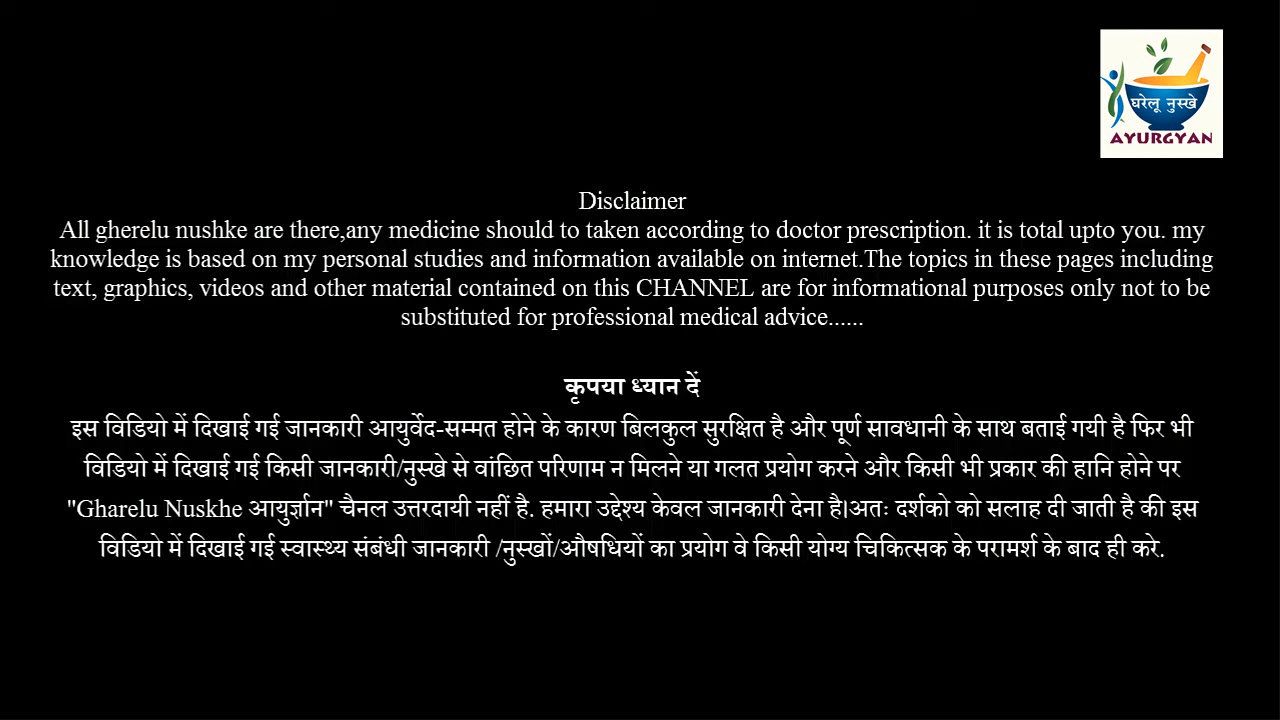 घरेलू नुस्खे
AYURGYAN
Disclaimer
All gherelu nushke are there,any medicine should to taken according to doctor prescription. it is total upto you. my
knowledge is based on my personal studies and information available on internet.The topics in these pages including
text, graphics, videos and other material contained on this CHANNEL are for informational purposes only not to be
substituted for professional medical advice......
कृपया ध्यान दें
इस विडियो में दिखाई गई जानकारी आयुर्वेद-सम्मत होने के कारण बिलकुल सुरक्षित है और पूर्ण सावधानी के साथ बताई गयी है फिर भी
विडियो में दिखाई गई किसी जानकारी/नुस्खे से वांछित परिणाम न मिलने या गलत प्रयोग करने और किसी भी प्रकार की हानि होने पर
"Gharelu Nuskhe आयुर्ज्ञान" चैनल उत्तरदायी नहीं है. हमारा उद्देश्य केवल जानकारी देना है।अतः दर्शको को सलाह दी जाती है की इस
विडियो में दिखाई गई स्वास्थ्य संबंधी जानकारी /नुस्खों/औषधियों का प्रयोग वे किसी योग्य चिकित्सक के परामर्श के बाद ही करे.